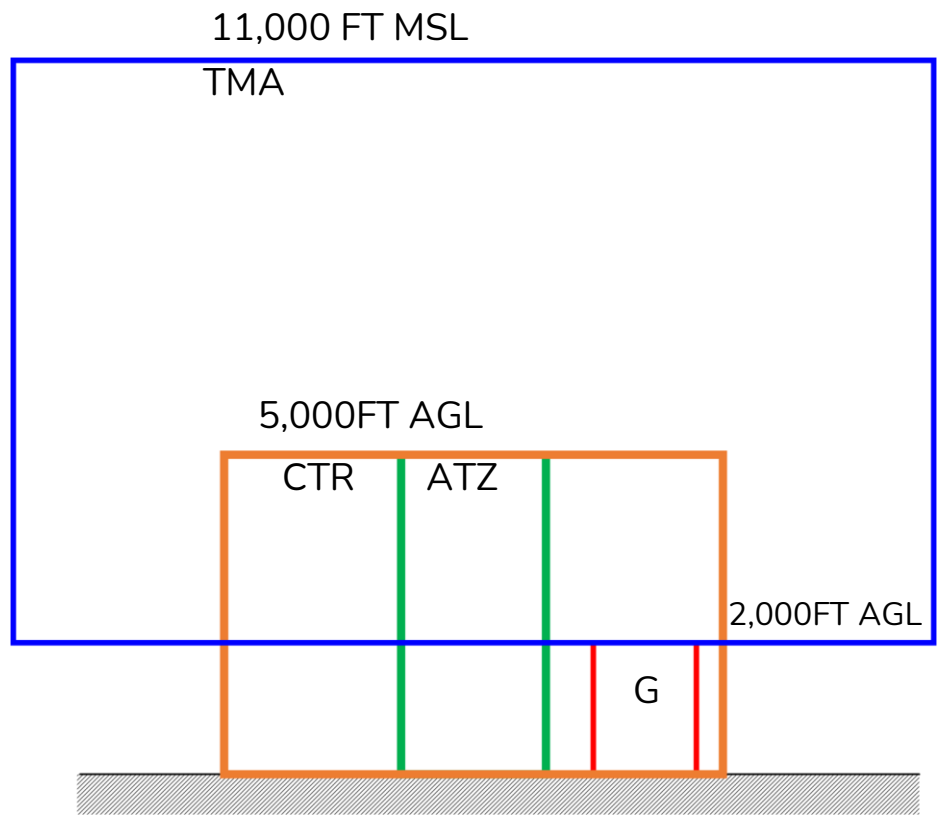 11,000 FT MSL
TMA
5,000FT AGL
CTR
ATZ
2,000FT AGL
G